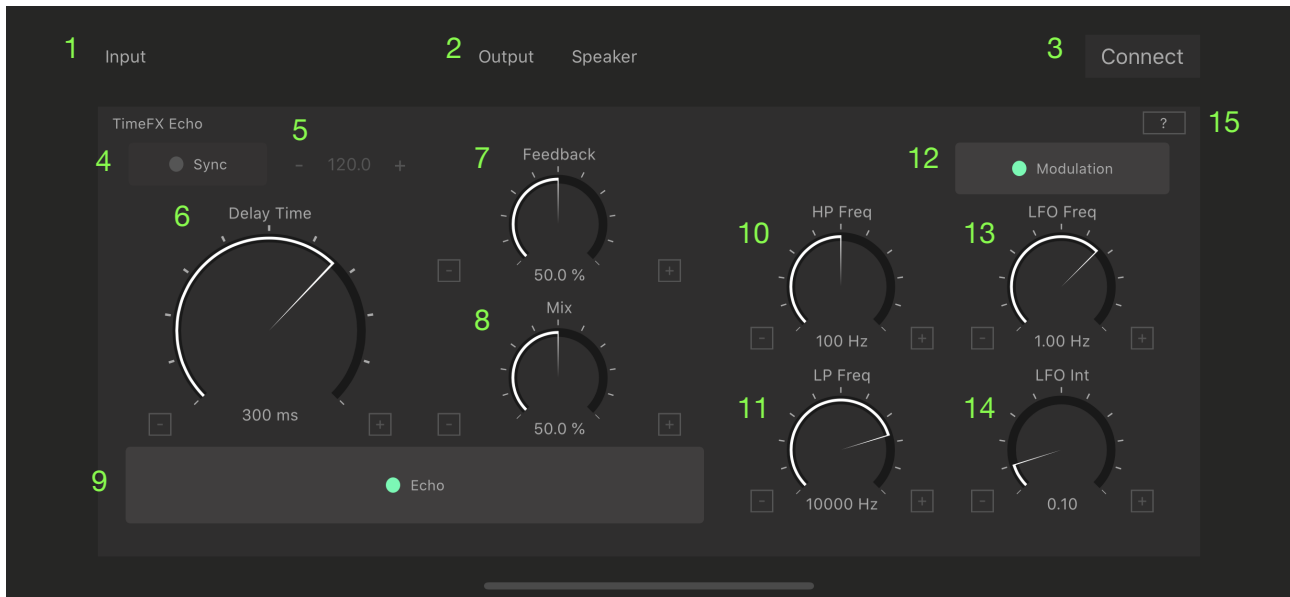 1 Input 2 Output Speaker 3 Connect
TimeFX Echo ? 15
4 Sync 5 - 120.0 + 12 Modulation
7 Feedback
6 Delay Time
10 HP Freq 13 LFO Freq
- 50.0 % +
8 Mix
- 100 Hz + - 1.00 Hz +
11 LP Freq 14 LFO Int
- 300 ms + - 50.0 % +
9 Echo
- 10000 Hz + - 0.10 +